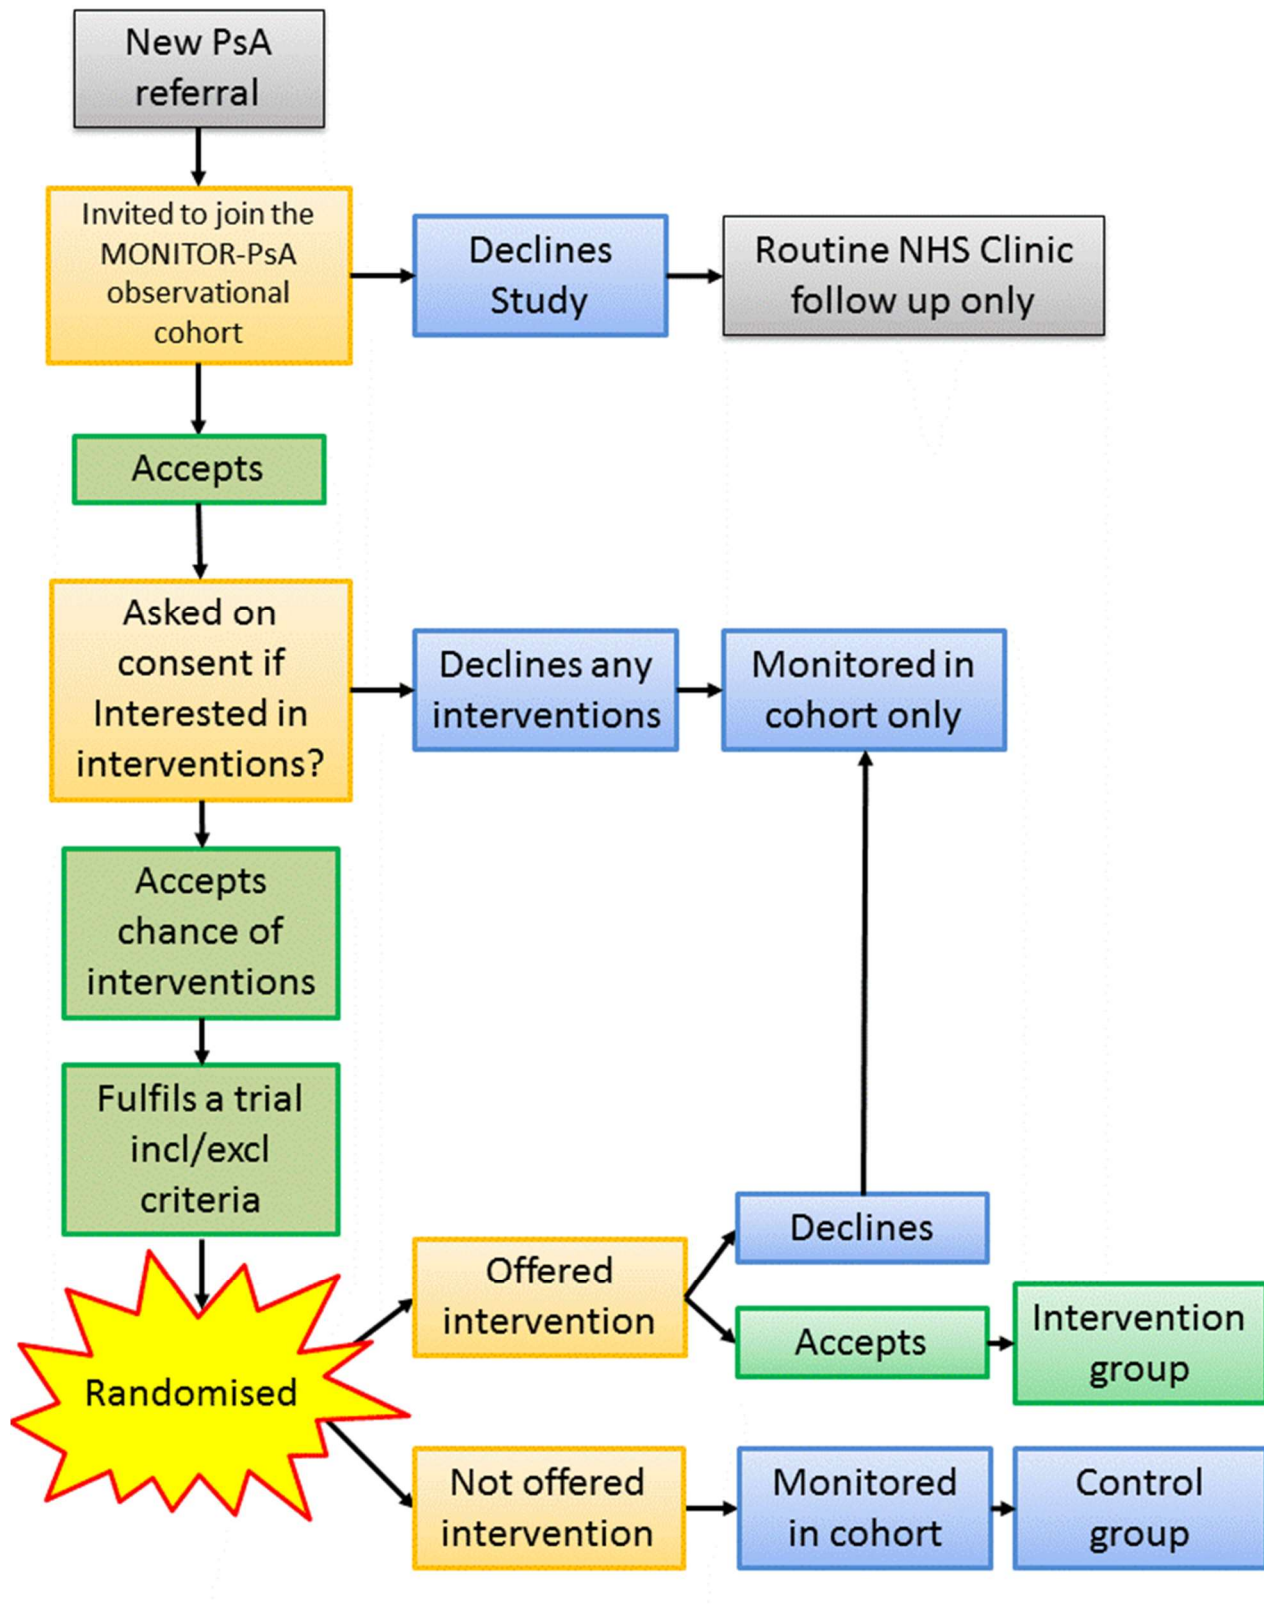 New PsA
referral
Invited to join the
MONITOR-PsA
observational
cohort
Declines
Study
Routine NHS Clinic
follow up only
Accepts
Asked on
consent if
Interested in
interventions?
Declines any
interventions
Monitored in
cohort only
Accepts
chance of
interventions
Fulfils a trial
incl/excl
criteria
Randomised
Offered
intervention
Declines
Accepts
Intervention
group
Not offered
intervention
Monitored
in cohort
Control
group